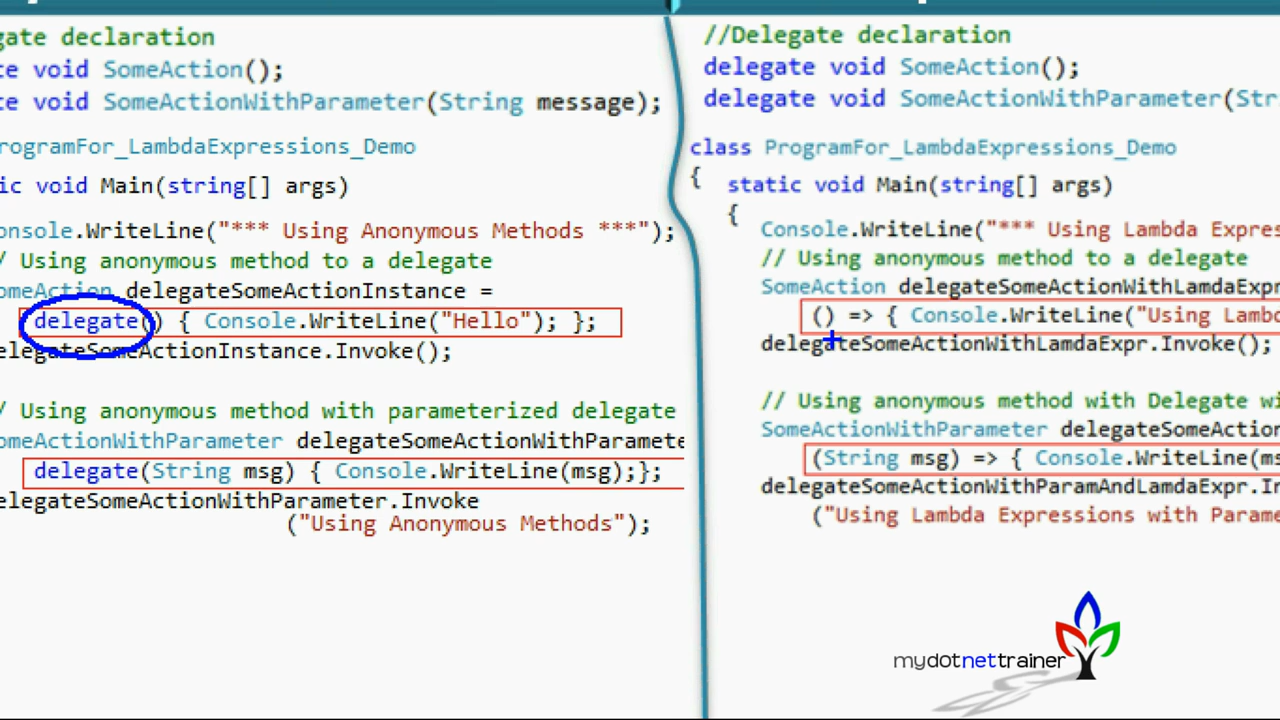 gate declaration
te void SomeAction();
te void SomeActionWithParameter(String message);
rogramFor_LambdaExpressions_Demo
ic void Main(string[] args)
onsole.WriteLine("*** Using Anonymous Methods ***");
/ Using anonymous method to a delegate
omeAction delegateSomeActionInstance =
delegate() { Console.WriteLine("Hello"); };
elegateSomeActionInstance.Invoke();
/ Using anonymous method with parameterized delegate
omeActionWithParameter delegateSomeActionWithParamete
delegate(String msg) { Console.WriteLine(msg);};
elegateSomeActionWithParameter.Invoke
("Using Anonymous Methods");
//Delegate declaration
delegate void SomeAction();
delegate void SomeActionWithParameter(Str
class ProgramFor_LambdaExpressions_Demo
{ static void Main(string[] args)
{
Console.WriteLine("*** Using Lambda Expres
// Using anonymous method to a delegate
SomeAction delegateSomeActionWithLamdaExpr
() => { Console.WriteLine("Using Lambd
delegateSomeActionWithLamdaExpr.Invoke();
// Using anonymous method with Delegate wi
SomeActionWithParameter delegateSomeAction
(String msg) => { Console.WriteLine(ms
delegateSomeActionWithParamAndLamdaExpr.In
("Using Lambda Expressions with Parame
mydotnettrainer